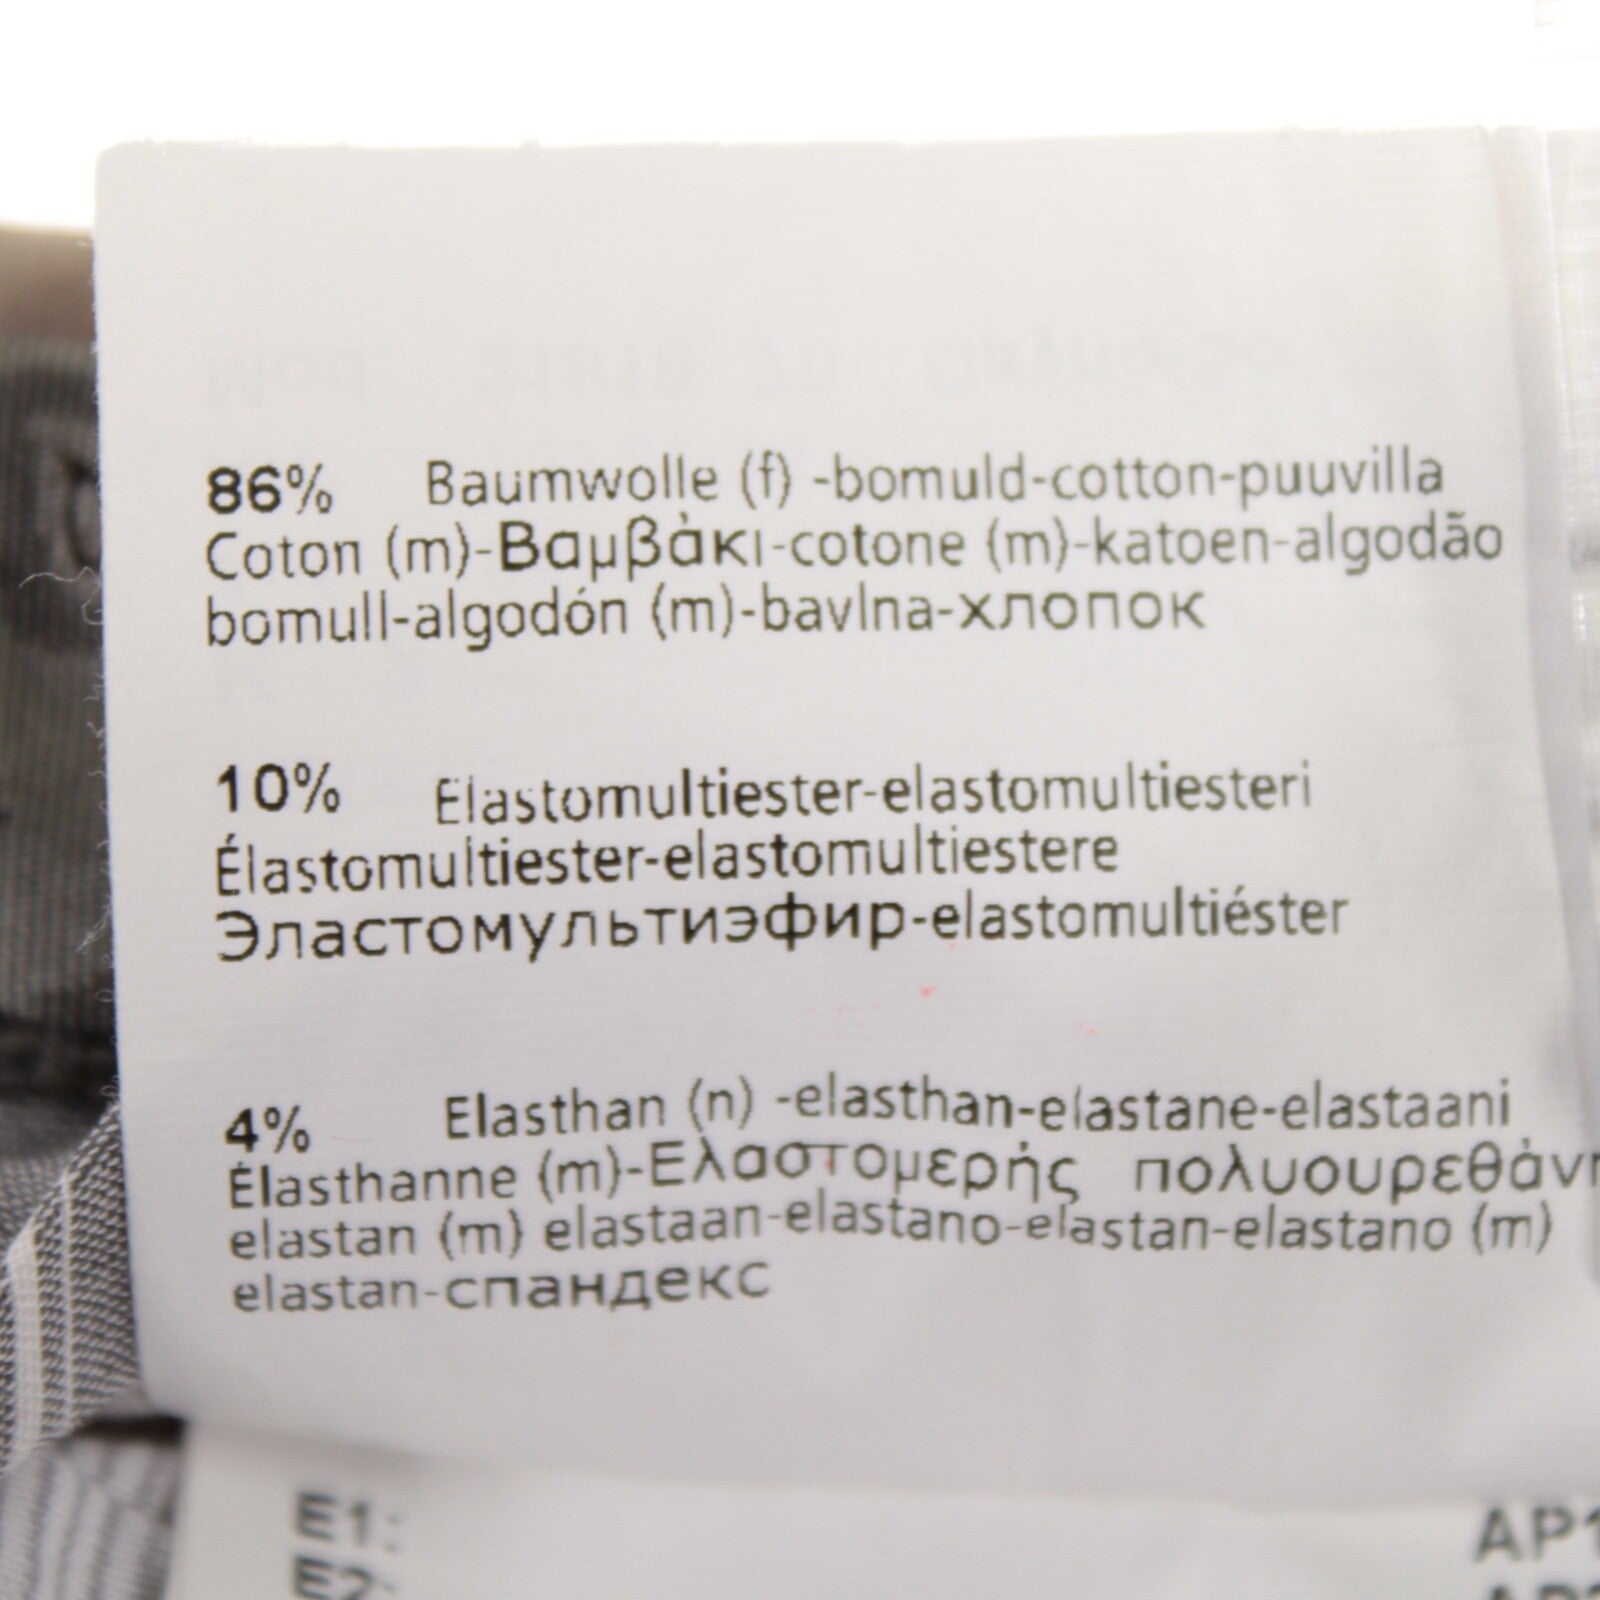 86% Baumwolle (f) -bomuld-cotton-puuvilla
Coton (m)-Βαμβάκι-cotone (m)-katoen-algodão
bomull-algodón (m)-bavlna-хлопок
10% Elastomultiester-elastomultiesteri
Élastomultiester-elastomultiestere
Эластомультиэфир-elastomultiéster
4% Elasthan (n) -elasthan-elastane-elastaani
Élasthanne (m)-Ελαστομερής
elastan (m) elastaan-elastano-elastan-elastano (m)
elastan-спандекс
E1:
E2: